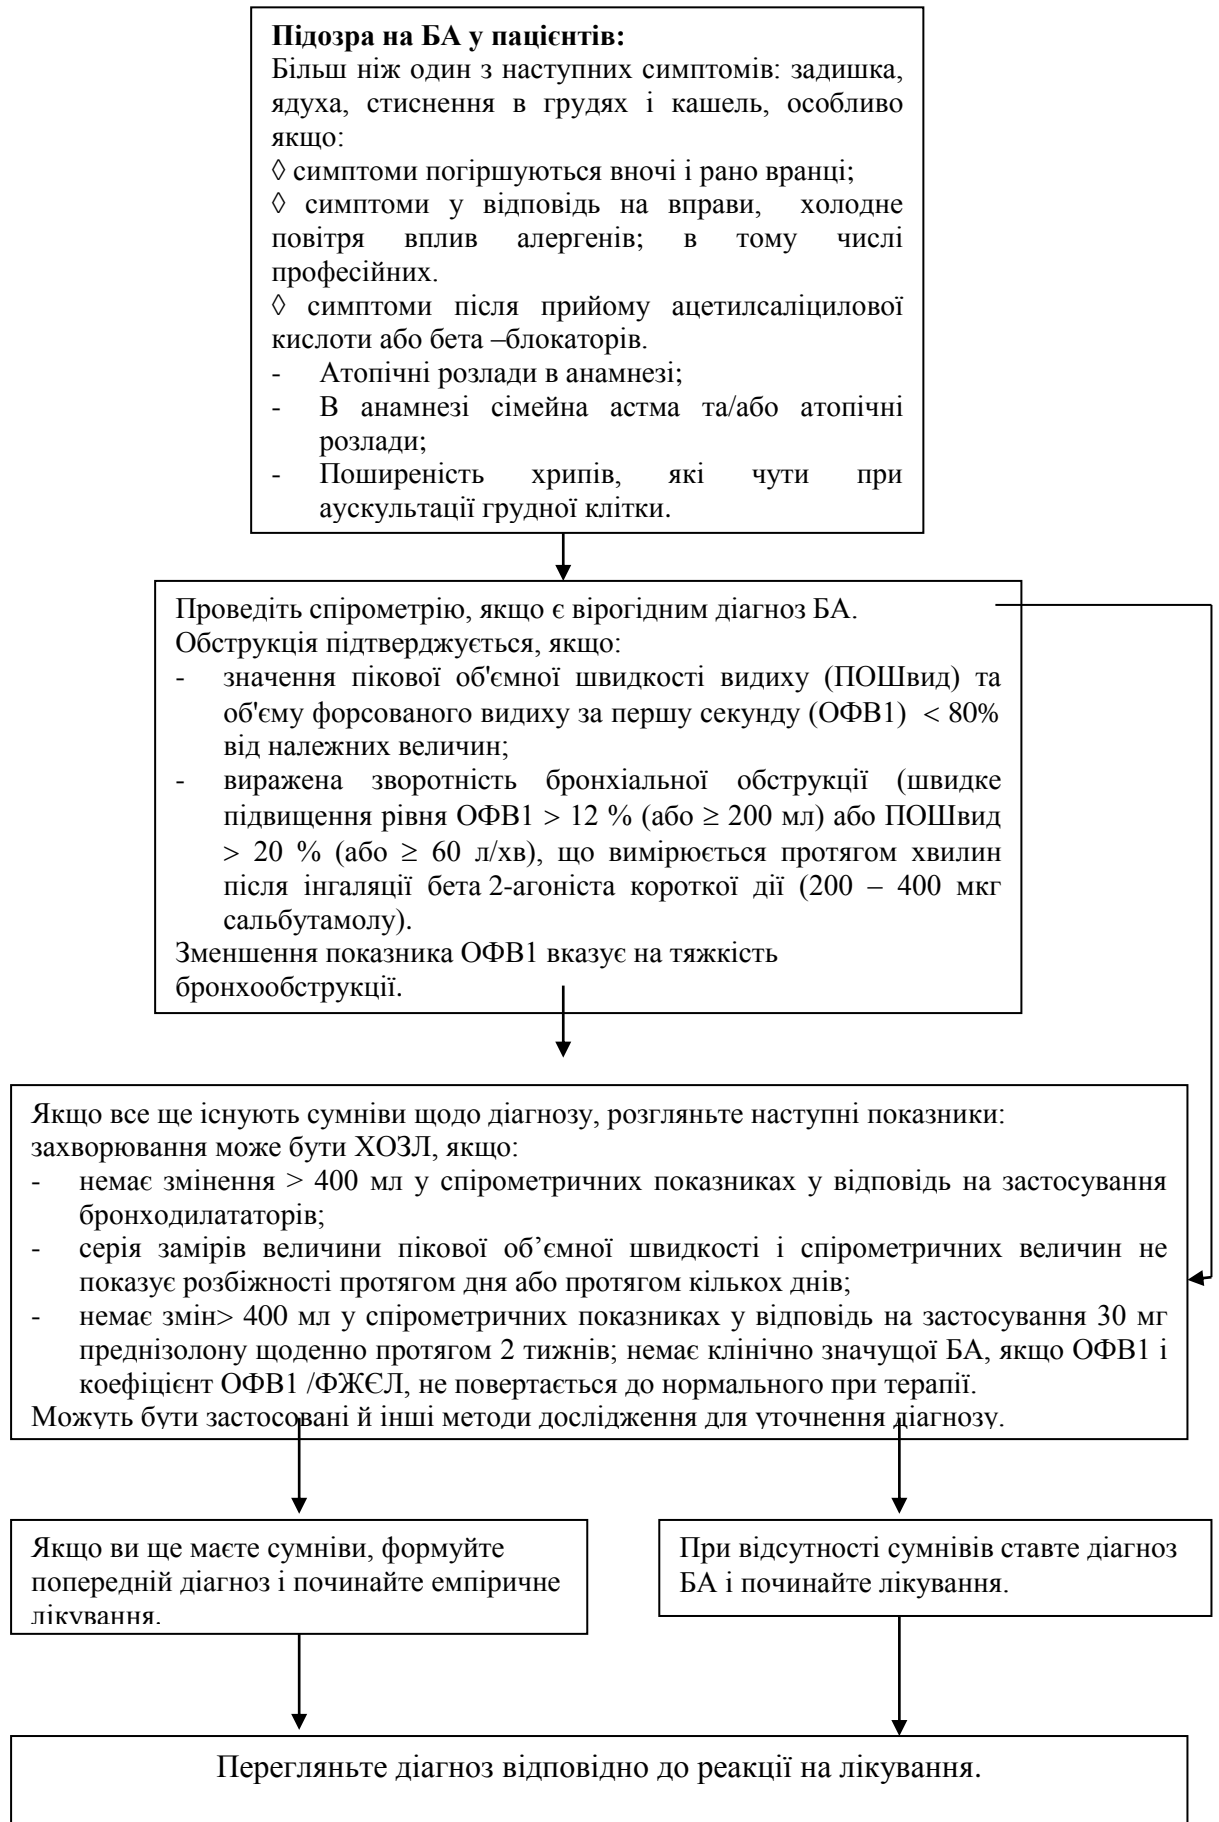 Підозра на БА у пацієнтів:
Більш ніж один з наступних симптомів: задишка,
ядуха, стиснення в грудях і кашель, особливо
якщо:
◊ симптоми погіршуються вночі і рано вранці;
◊ симптоми у відповідь на вправи, холодне
повітря вплив алергенів; в тому числі
професійних.
◊ симптоми після прийому ацетилсаліцилової
кислоти або бета –блокаторів.
- Атопічні розлади в анамнезі;
- В анамнезі сімейна астма та/або атопічні
розлади;
- Поширеність хрипів, які чути при
аускультації грудної клітки.
Проведіть спірометрію, якщо є вірогідним діагноз БА.
Обструкція підтверджується, якщо:
- значення пікової об'ємної швидкості видиху (ПОШвид) та
об'єму форсованого видиху за першу секунду (ОФВ1) < 80%
від належних величин;
- виражена зворотність бронхіальної обструкції (швидке
підвищення рівня ОФВ1 > 12 % (або ≥ 200 мл) або ПОШвид
> 20 % (або ≥ 60 л/хв), що вимірюється протягом хвилин
після інгаляції бета 2-агоніста короткої дії (200 – 400 мкг
сальбутамолу).
Зменшення показника ОФВ1 вказує на тяжкість
бронхообструкції.
Якщо все ще існують сумніви щодо діагнозу, розгляньте наступні показники:
захворювання може бути ХОЗЛ, якщо:
- немає змінення > 400 мл у спірометричних показниках у відповідь на застосування
бронходилататорів;
- серія замірів величини пікової об’ємної швидкості і спірометричних величин не
показує розбіжності протягом дня або протягом кількох днів;
- немає змін> 400 мл у спірометричних показниках у відповідь на застосування 30 мг
преднізолону щоденно протягом 2 тижнів; немає клінічно значущої БА, якщо ОФВ1 і
коефіцієнт ОФВ1 /ФЖЄЛ, не повертається до нормального при терапії.
Можуть бути застосовані й інші методи дослідження для уточнення діагнозу.
Якщо ви ще маєте сумніви, формуйте
попередній діагноз і починайте емпіричне
лікування.
При відсутності сумнівів ставте діагноз
БА і починайте лікування.
Перегляньте діагноз відповідно до реакції на лікування.